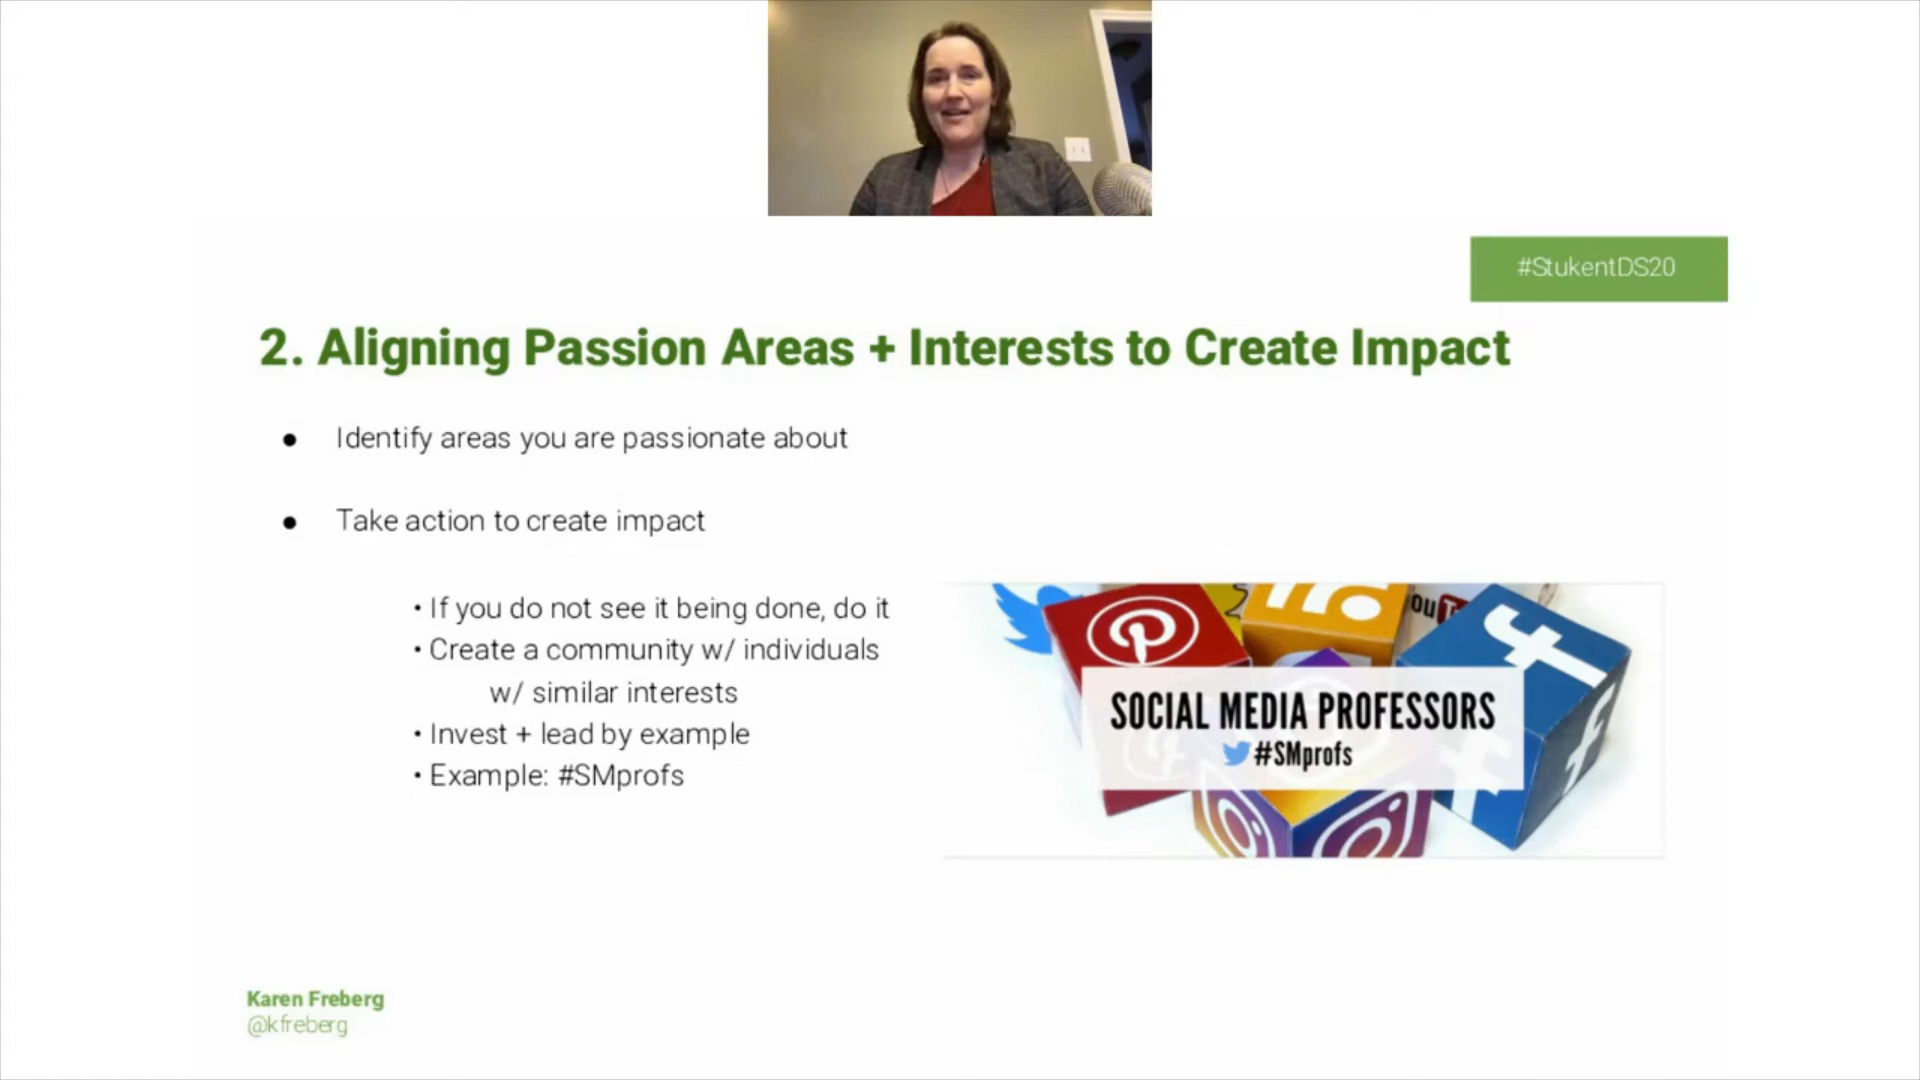 #StukentDS20
2. Aligning Passion Areas + Interests to Create Impact
● Identify areas you are passionate about
● Take action to create impact
• If you do not see it being done, do it
• Create a community w/ individuals
w/ similar interests
• Invest + lead by example
• Example: #SMprofs
ouT
SOCIAL MEDIA PROFESSORS
#SMprofs
Karen Freberg
@kfreberg